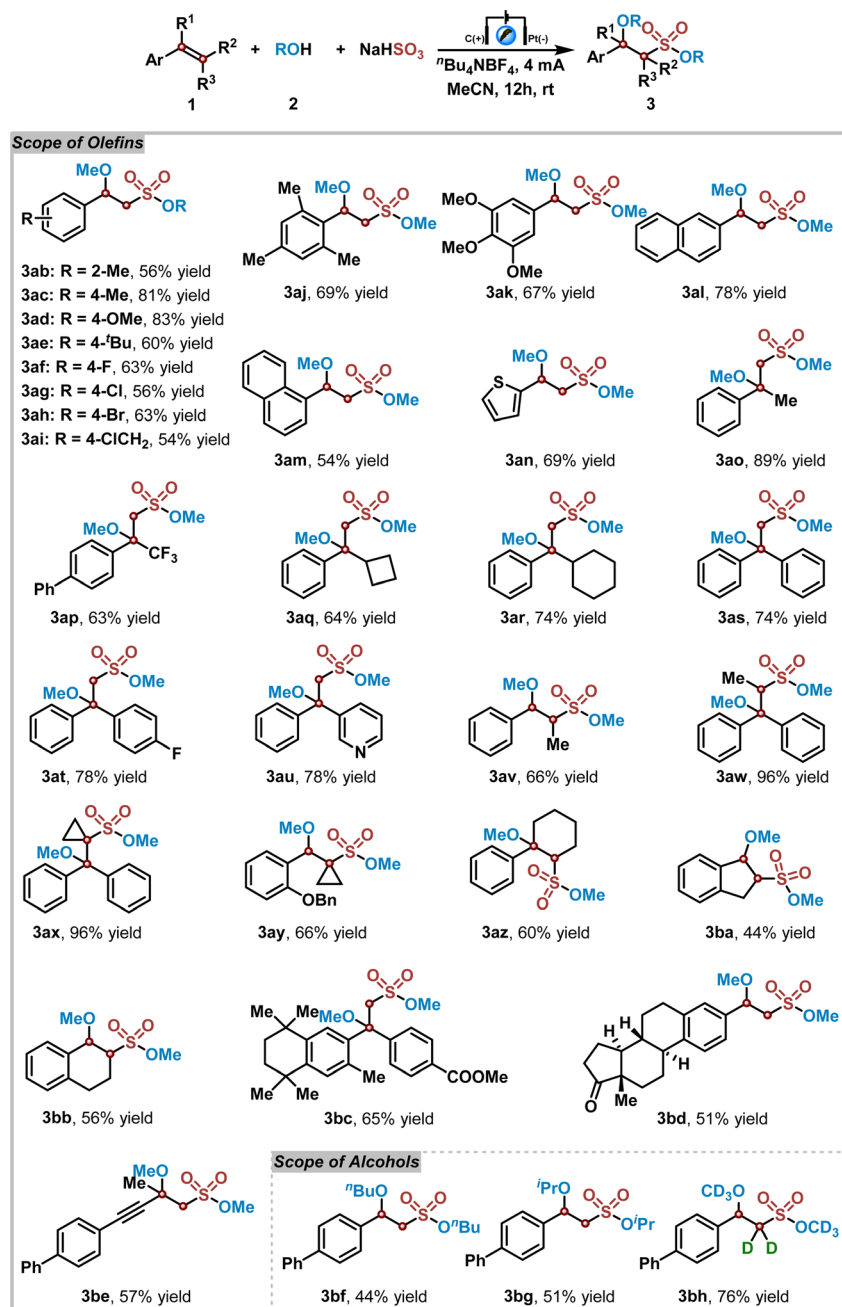 R¹
Ar
R²
R³
1
+
ROH
2
+
NaHSO₃
C(+) Pt(-)
ⁿBu₄NBF₄, 4 mA
MeCN, 12h, rt
OR
R¹
Ar
O O
S
OR
R²
R³
3
Scope of Olefins
MeO
O O
S
OR
R
3ab: R = 2-Me, 56% yield
3ac: R = 4-Me, 81% yield
3ad: R = 4-OMe, 83% yield
3ae: R = 4-ᵗBu, 60% yield
3af: R = 4-F, 63% yield
3ag: R = 4-Cl, 56% yield
3ah: R = 4-Br, 63% yield
3ai: R = 4-ClCH₂, 54% yield
Me MeO
O O
S
OMe
Me Me
3aj, 69% yield
MeO
O O
S
OMe
MeO
MeO
OMe
3ak, 67% yield
MeO
O O
S
OMe
3al, 78% yield
MeO
O O
S
OMe
3am, 54% yield
MeO
O O
S
OMe
S
3an, 69% yield
O O
S
OMe
MeO
Me
3ao, 89% yield
O O
S
OMe
MeO
CF₃
Ph
3ap, 63% yield
O O
S
OMe
MeO
3aq, 64% yield
O O
S
OMe
MeO
3ar, 74% yield
O O
S
OMe
MeO
3as, 74% yield
O O
S
OMe
MeO
F
3at, 78% yield
O O
S
OMe
MeO
N
3au, 78% yield
MeO
O O
S
OMe
Me
3av, 66% yield
O O
Me S
OMe
MeO
3aw, 96% yield
O O
S
OMe
MeO
3ax, 96% yield
MeO
O O
S
OMe
OBn
3ay, 66% yield
MeO
O
S
O
OMe
3az, 60% yield
OMe
O
S
O
OMe
3ba, 44% yield
MeO
O O
S
OMe
3bb, 56% yield
O O
S
OMe
Me Me
MeO
Me Me
Me
COOMe
3bc, 65% yield
MeO
O O
S
OMe
H
H
H
O
Me
3bd, 51% yield
MeO
O O
Me S
OMe
Ph
3be, 57% yield
Scope of Alcohols
ⁿBuO
O O
S
OⁿBu
Ph
3bf, 44% yield
ⁱPrO
O O
S
OⁱPr
Ph
3bg, 51% yield
OCD₃
O O
S
OCD₃
D D
Ph
3bh, 76% yield